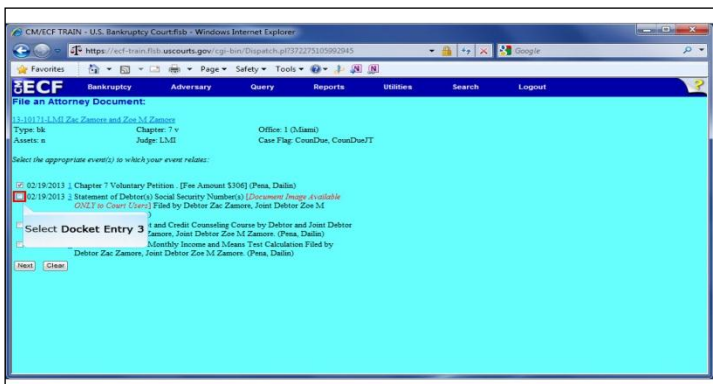 CM/ECF TRAIN - U.S. Bankruptcy Court:flsb - Windows Internet Explorer
https://ecf-train.flsb.uscourts.gov/cgi-bin/Dispatch.pl?372275105992945
Google
Favorites Page Safety Tools
ECF Bankruptcy Adversary Query Reports Utilities Search Logout ?
File an Attorney Document:
13-10171-LMI Zac Zamore and Zoe M Zamore
Type: bk Chapter: 7 v Office: 1 (Miami)
Assets: n Judge: LMI Case Flag: CounDue, CounDueJT
Select the appropriate event(s) to which your event relates:
02/19/2013 1 Chapter 7 Voluntary Petition . [Fee Amount $306] (Pena, Dailin)
02/19/2013 3 Statement of Debtor(s) Social Security Number(s) [Document Image Available
ONLY to Court Users] Filed by Debtor Zac Zamore, Joint Debtor Zoe M
)
Select Docket Entry 3
t and Credit Counseling Course by Debtor and Joint Debtor
Zamore, Joint Debtor Zoe M Zamore. (Pena, Dailin)
Monthly Income and Means Test Calculation Filed by
Debtor Zac Zamore, Joint Debtor Zoe M Zamore. (Pena, Dailin)
Next Clear